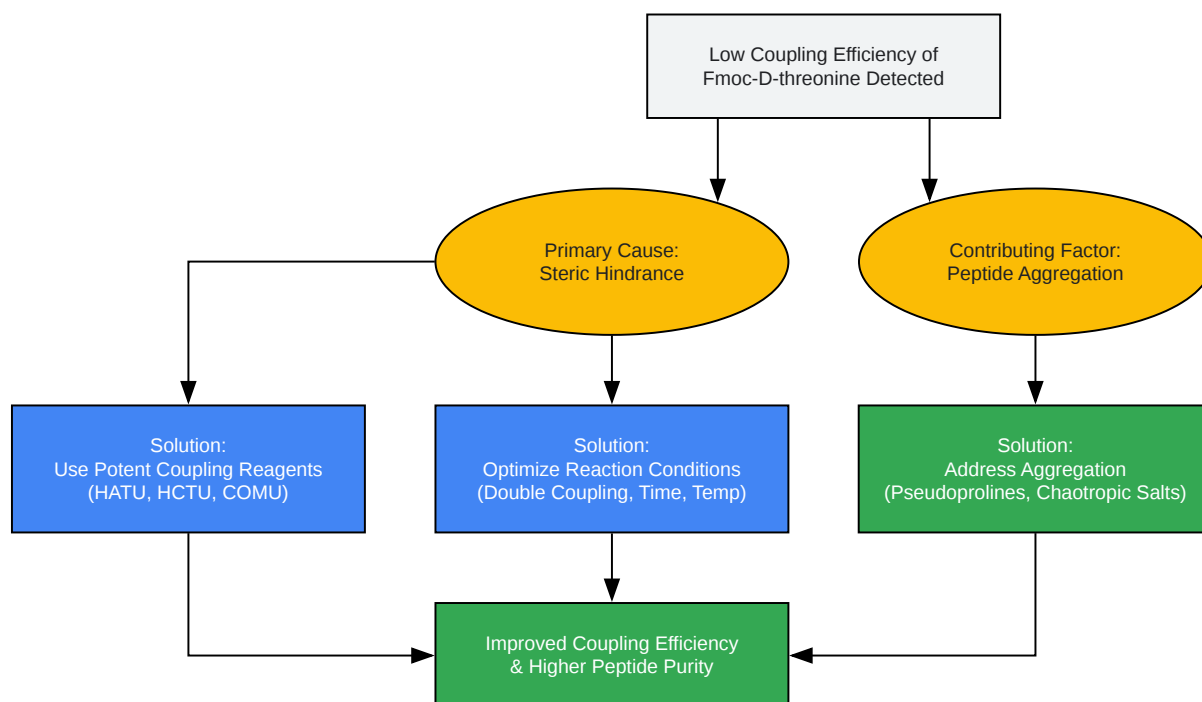 Low Coupling Efficiency of
Fmoc-D-threonine Detected
Primary Cause:
Steric Hindrance
Contributing Factor:
Peptide Aggregation
Solution:
Use Potent Coupling Reagents
(HATU, HCTU, COMU)
Solution:
Optimize Reaction Conditions
(Double Coupling, Time, Temp)
Solution:
Address Aggregation
(Pseudoprolines, Chaotropic Salts)
Improved Coupling Efficiency
& Higher Peptide Purity